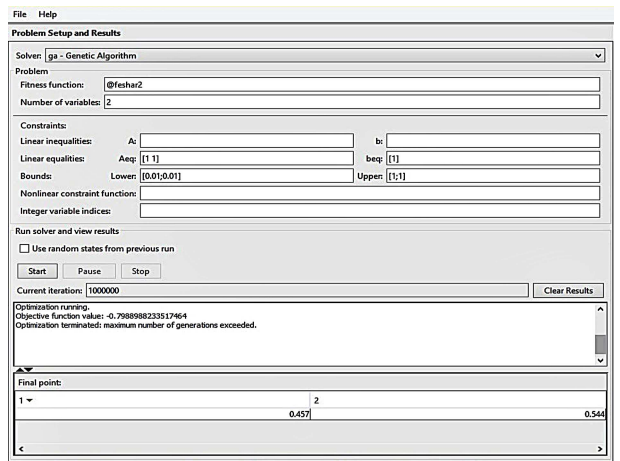 File Help
Problem Setup and Results
Solver: ga - Genetic Algorithm
Problem
Fitness function: @feshar2
Number of variables: 2
Constraints:
Linear inequalities: A: b:
Linear equalities: Aeq: [1 1] beq: [1]
Bounds: Lower: [0.01;0.01] Upper: [1;1]
Nonlinear constraint function:
Integer variable indices:
Run solver and view results
Use random states from previous run
Start Pause Stop
Current iteration: 1000000 Clear Results
Optimization running.
Objective function value: -0.7988988233517464
Optimization terminated: maximum number of generations exceeded.
Final point:
1 2
0.457 0.544